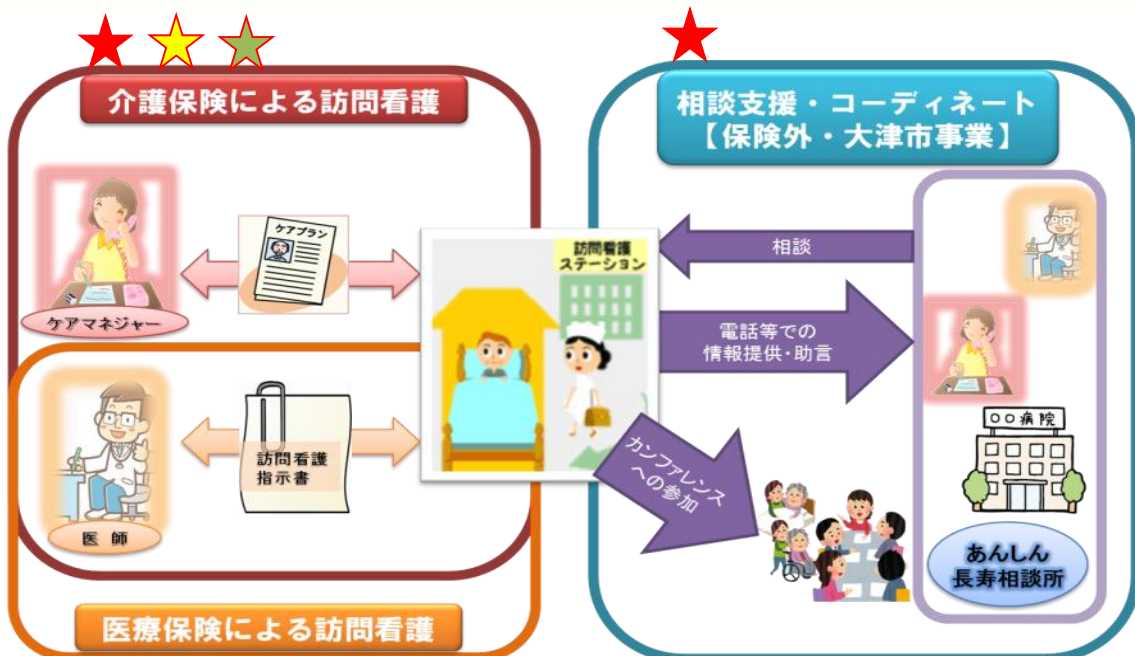 介護保険による訪問看護
ケアプラン
ケアマネジャー
訪問看護
指示書
医 師
医療保険による訪問看護
訪問看護
ステーション
相談支援・コーディネート
【保険外・大津市事業】
相談
電話等での
情報提供・助言
カンファレンス
への参加
○○病院
あんしん
長寿相談所